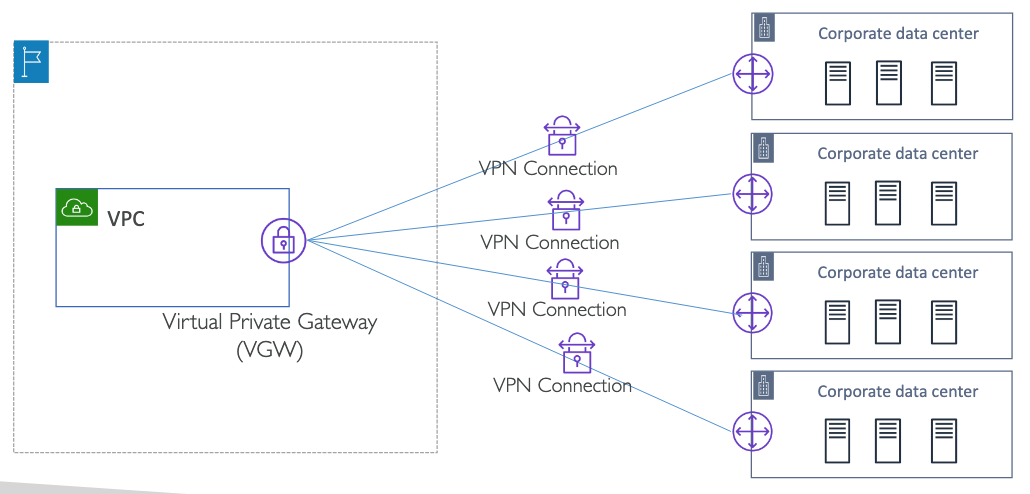 Corporate data center
VPN Connection
Corporate data center
VPC
VPN Connection
Corporate data center
VPN Connection
Virtual Private Gateway
(VGW)
VPN Connection
Corporate data center